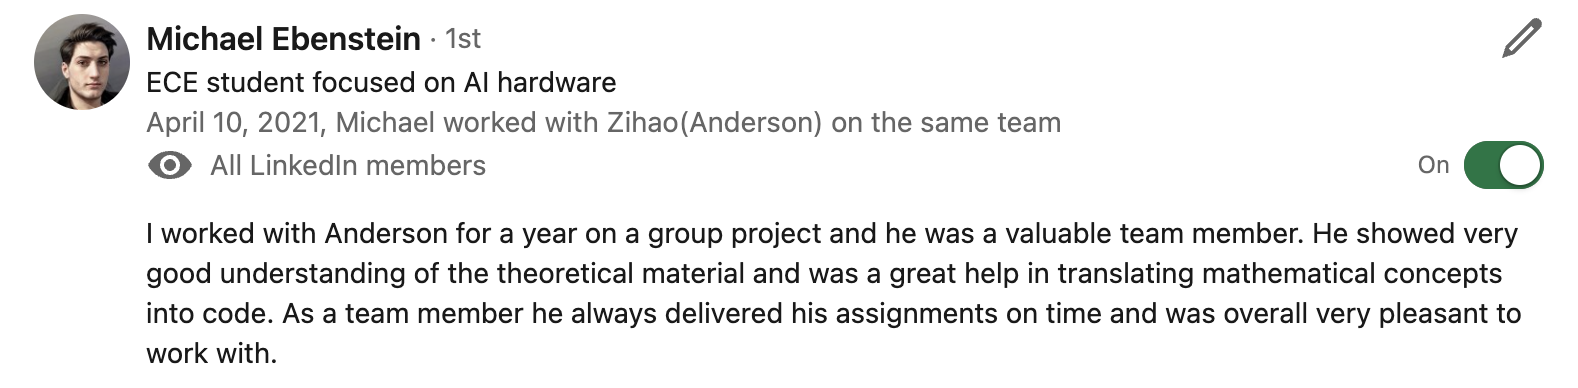 Michael Ebenstein · 1st
ECE student focused on AI hardware
April 10, 2021, Michael worked with Zihao(Anderson) on the same team
All LinkedIn members
On
I worked with Anderson for a year on a group project and he was a valuable team member. He showed very
good understanding of the theoretical material and was a great help in translating mathematical concepts
into code. As a team member he always delivered his assignments on time and was overall very pleasant to
work with.